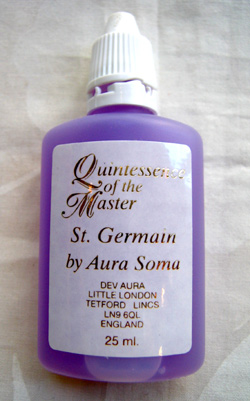 Quintessence
of the
Master
St. Germain
by Aura Soma
DEV AURA
LITTLE LONDON
TETFORD LINCS
LN9 6QL
ENGLAND
25 ml.